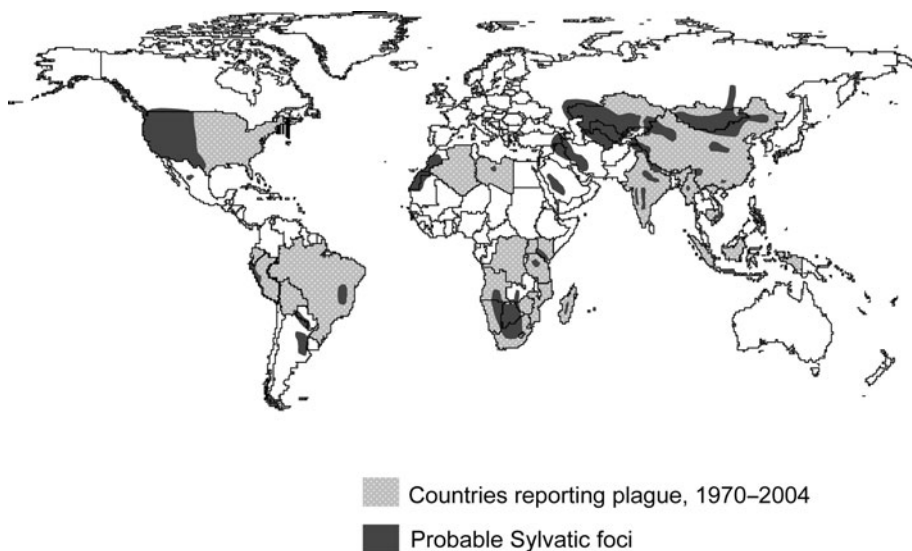 Countries reporting plague, 1970–2004
Probable Sylvatic foci